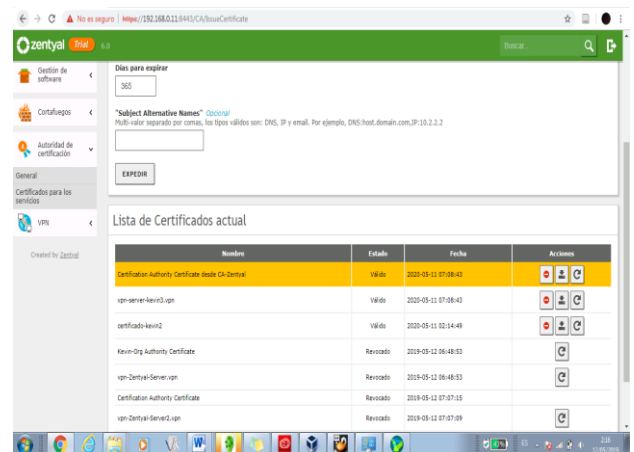 No es seguro | https://192.168.0.11:8443/CA/IssueCertificate
zentyal Trial 6.0
Buscar...
Gestión de software
Cortafuegos
Autoridad de certificación
General
Certificados para los servicios
VPN
Created by Zentyal
Días para expirar
365
"Subject Alternative Names" Opcional
Multi-valor separado por comas, los tipos válidos son: DNS, IP y email. Por ejemplo, DNS:host.domain.com,IP:10.2.2.2
EXPEDIR
Lista de Certificados actual
Nombre Estado Fecha Acciones
Certification Authority Certificate desde CA-Zentyal Válido 2020-05-11 07:08:43
vpn-server-kevin3.vpn Válido 2020-05-11 07:08:43
certificado-kevin2 Válido 2020-05-11 02:14:49
Kevin-Org Authority Certificate Revocado 2019-05-12 06:48:53
vpn-Zentyal-Server.vpn Revocado 2019-05-12 06:48:53
Certification Authority Certificate Revocado 2019-05-12 07:07:15
vpn-Zentyal-Server2.vpn Revocado 2019-05-12 07:07:09
ES
2:16
12/05/2019